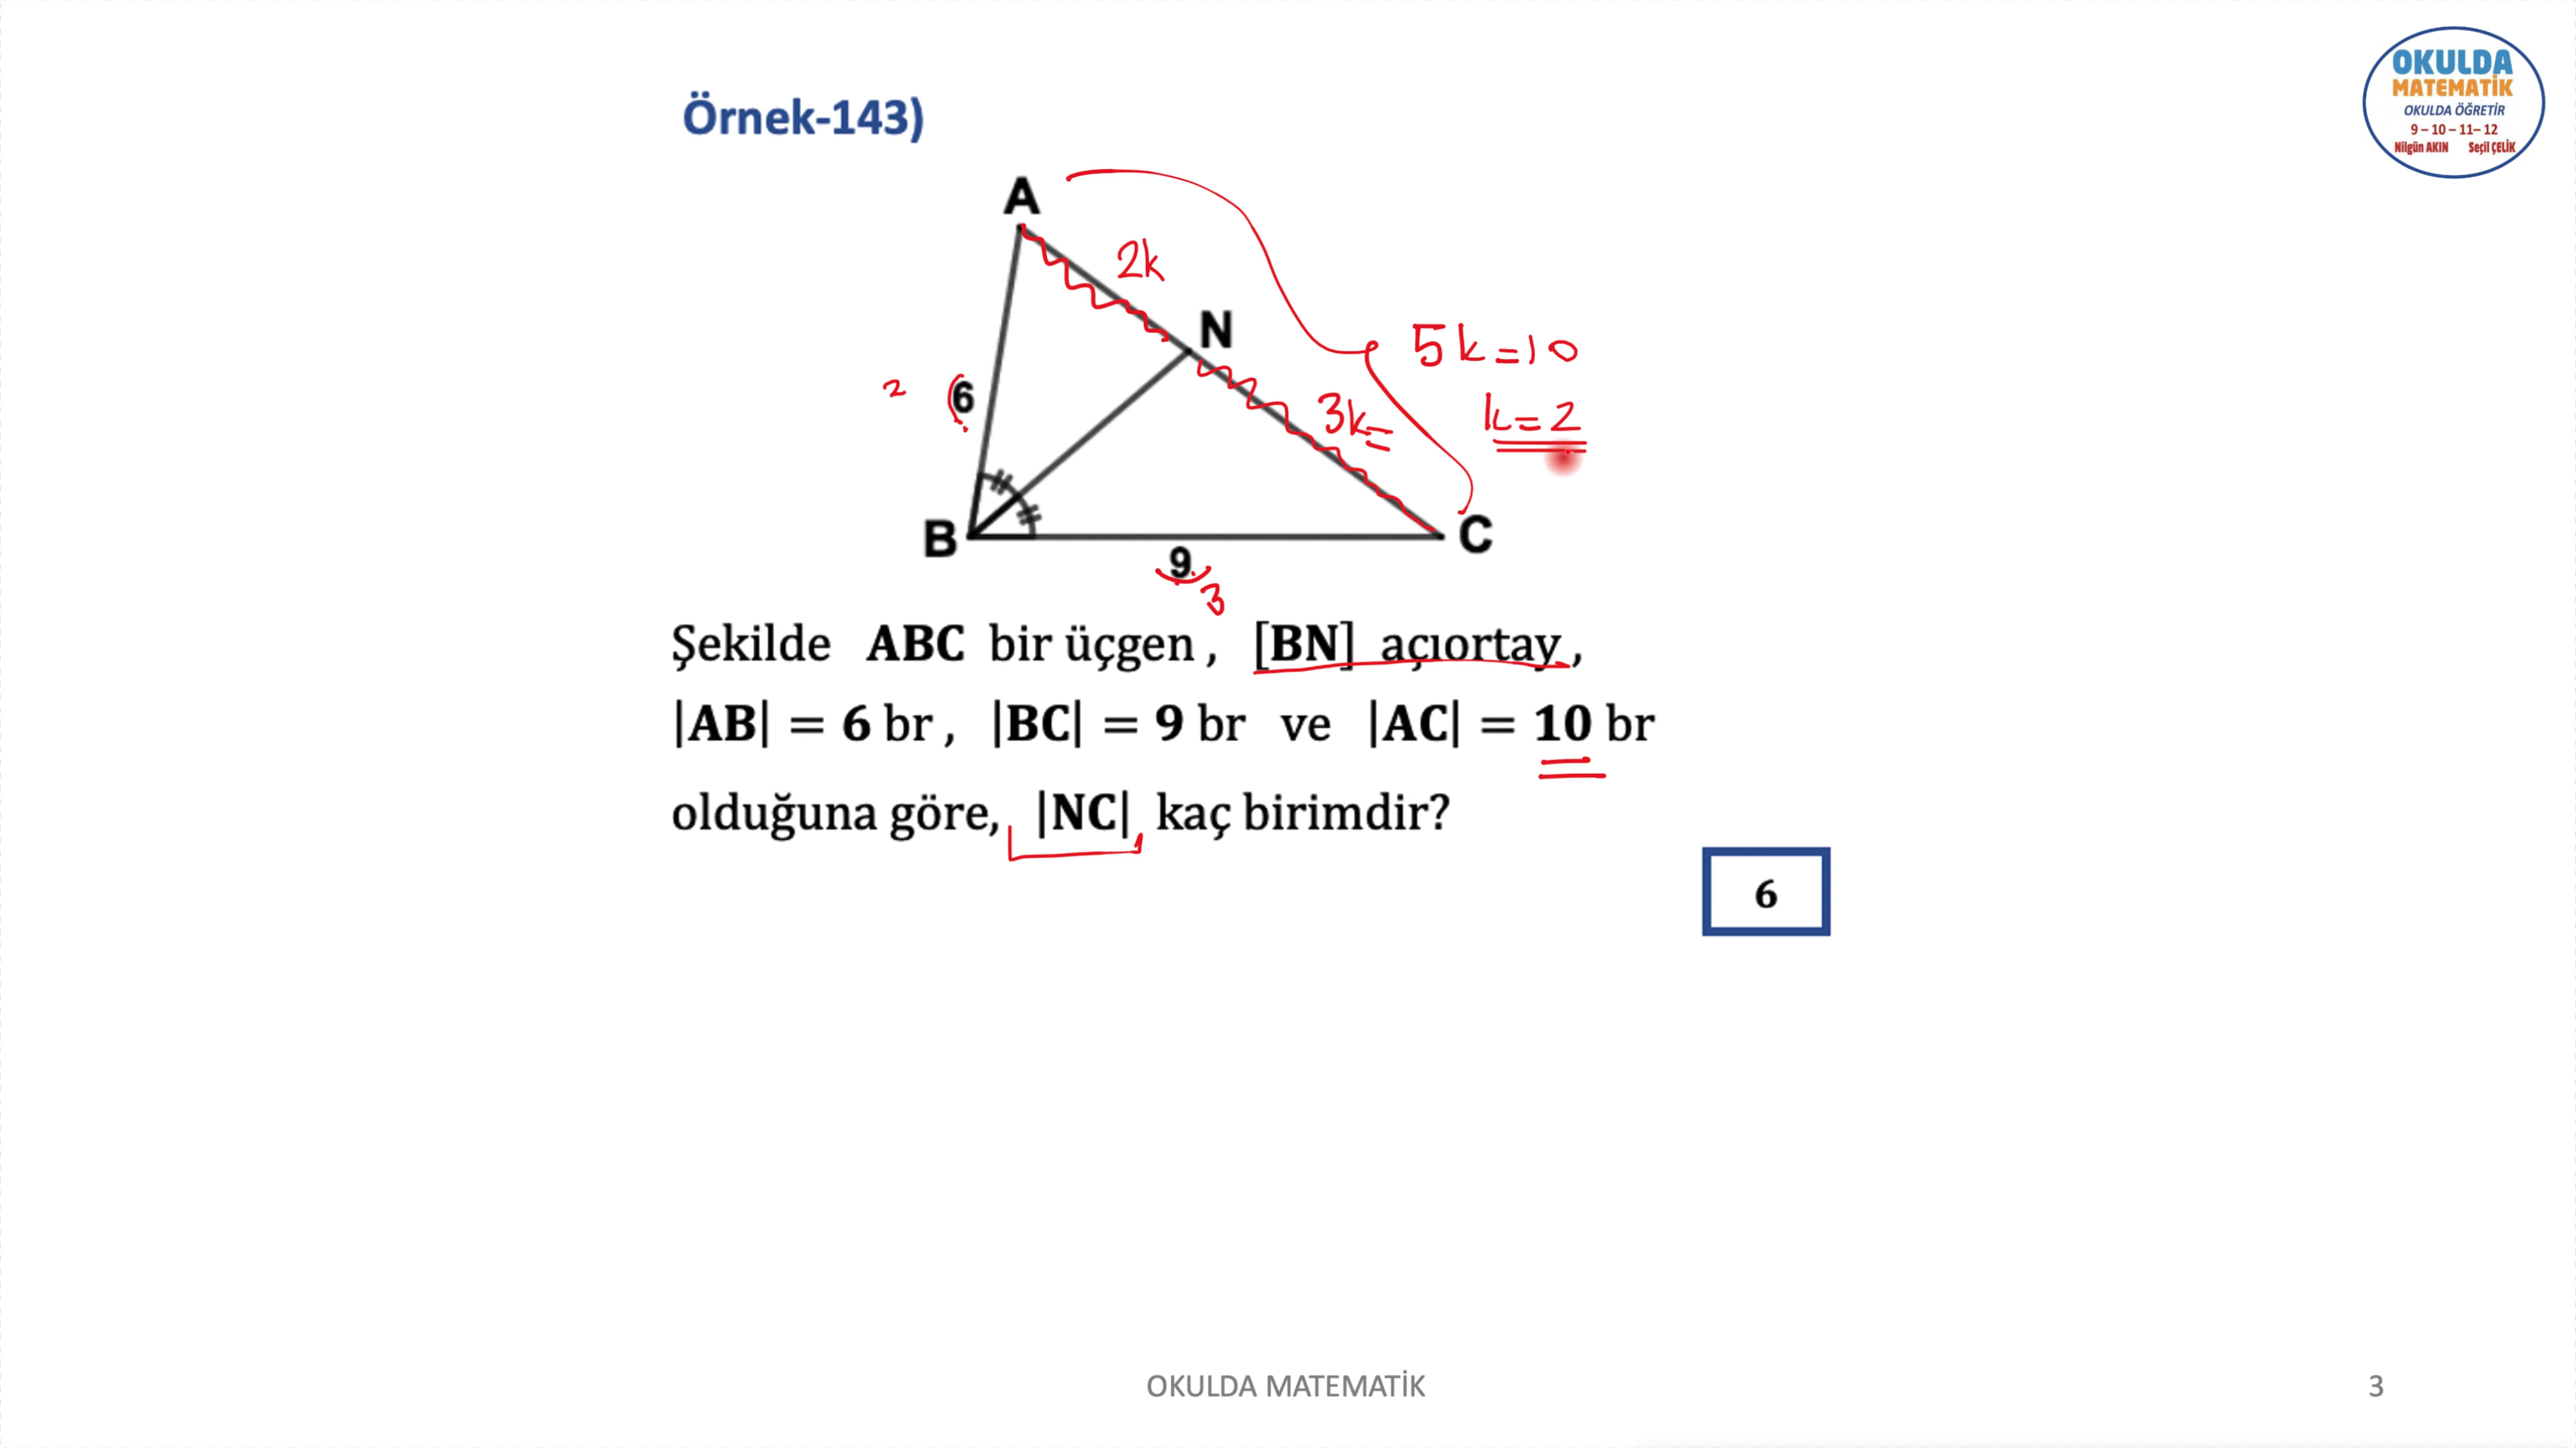 OKULDA
MATEMATİK
OKULDA ÖĞRETİR
9 – 10 – 11– 12
Nilgün AKIN Seçil ÇELİK
Örnek-143)
A
2k
N
5k=10
2 6
3k=
k=2
B
C
9
3
Şekilde ABC bir üçgen , [BN] açıortay ,
|AB| = 6 br , |BC| = 9 br ve |AC| = 10 br
olduğuna göre, |NC| kaç birimdir?
6
OKULDA MATEMATİK
3